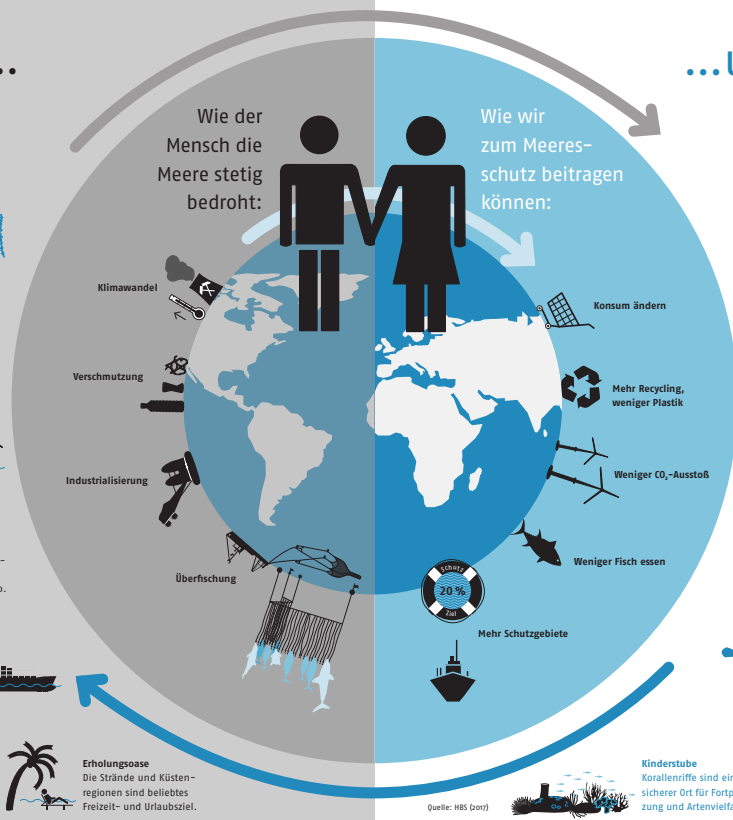 Wie der
Mensch die
Meere stetig
bedroht:
Klimawandel
Verschmutzung
Industrialisierung
Überfischung
Wie wir
zum Meeres-
schutz beitragen
können:
Konsum ändern
Mehr Recycling,
weniger Plastik
Weniger CO₂-Ausstoß
Weniger Fisch essen
Schutz
20 %
Ziel
Mehr Schutzgebiete
Erholungsoase
Die Strände und Küsten-
regionen sind beliebtes
Freizeit- und Urlaubsziel.
Quelle: HBS (2017)
Kinderstube
Korallenriffe sind
sicherer Ort für
zung und